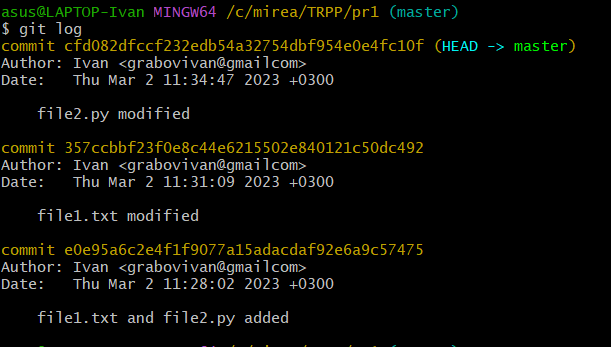 asus@LAPTOP-Ivan MINGW64 /c/mirea/TRPP/pr1 (master)
$ git log
commit cfd082dfccf232edb54a32754dbf954e0e4fc10f (HEAD -> master)
Author: Ivan <grabovivan@gmailcom>
Date:   Thu Mar 2 11:34:47 2023 +0300
    file2.py modified
commit 357ccbbf23f0e8c44e6215502e840121c50dc492
Author: Ivan <grabovivan@gmailcom>
Date:   Thu Mar 2 11:31:09 2023 +0300
    file1.txt modified
commit e0e95a6c2e4f1f9077a15adacdaf92e6a9c57475
Author: Ivan <grabovivan@gmailcom>
Date:   Thu Mar 2 11:28:02 2023 +0300
    file1.txt and file2.py added